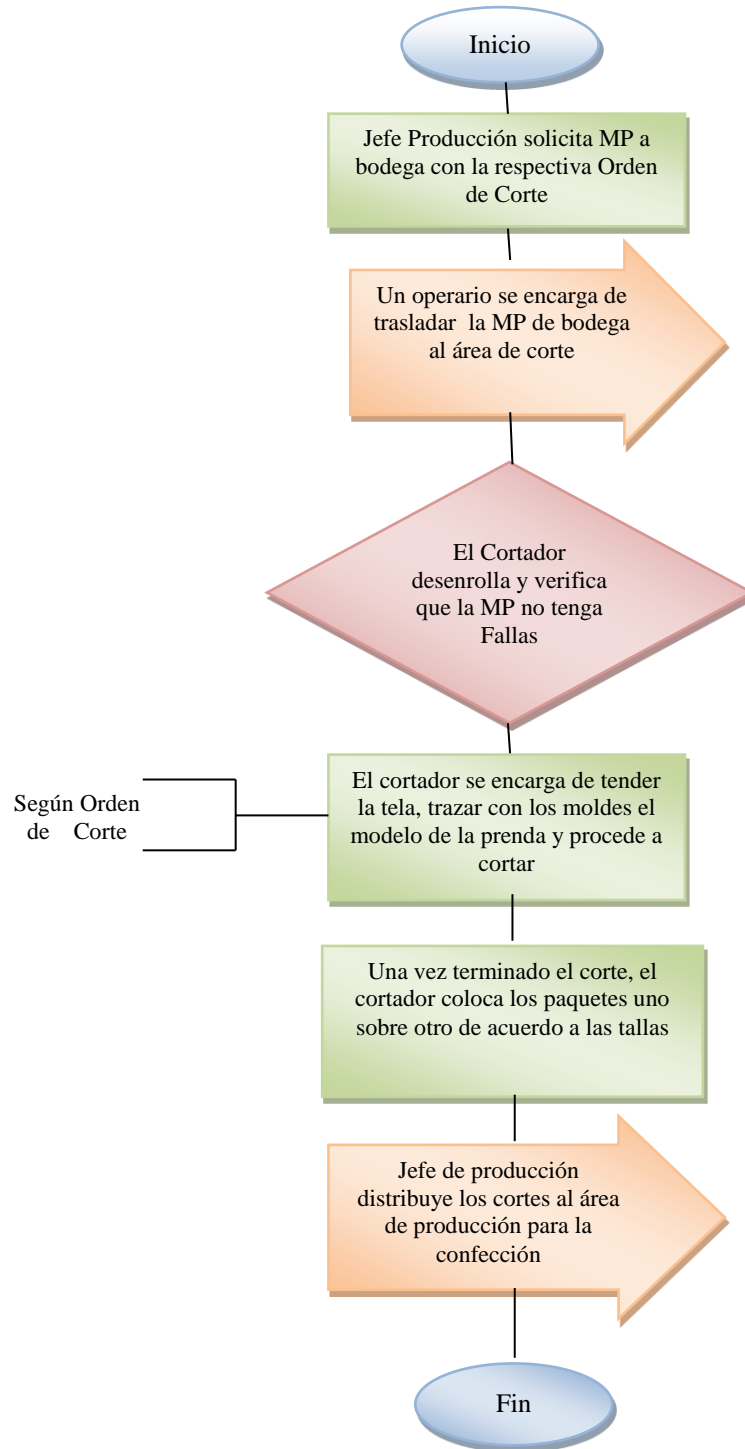 Inicio
Jefe Producción solicita MP a
bodega con la respectiva Orden
de Corte
Un operario se encarga de
trasladar la MP de bodega
al área de corte
El Cortador
desenrolla y verifica
que la MP no tenga
Fallas
Según Orden
de Corte
El cortador se encarga de tender
la tela, trazar con los moldes el
modelo de la prenda y procede a
cortar
Una vez terminado el corte, el
cortador coloca los paquetes uno
sobre otro de acuerdo a las tallas
Jefe de producción
distribuye los cortes al área
de producción para la
confección
Fin